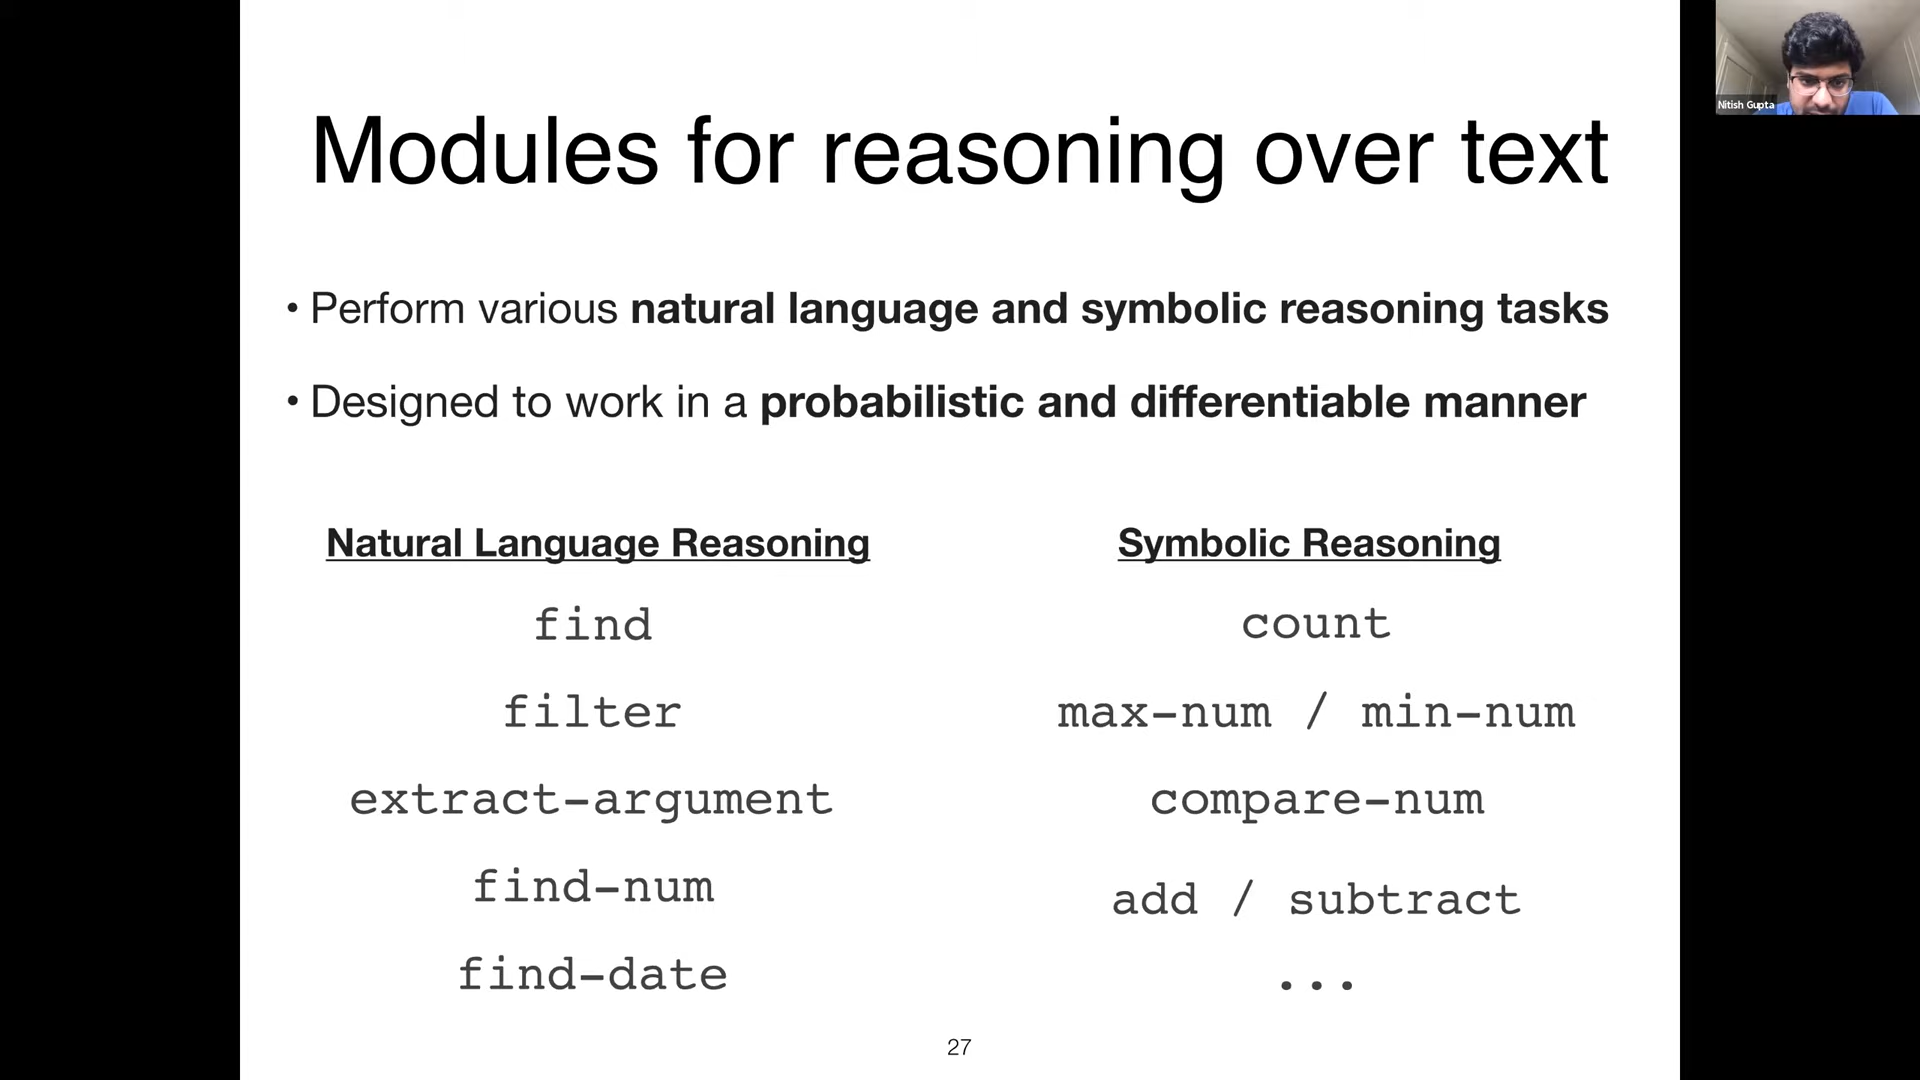 Modules for reasoning over text
• Perform various natural language and symbolic reasoning tasks
• Designed to work in a probabilistic and differentiable manner
Natural Language Reasoning
find
filter
extract-argument
find-num
find-date
Symbolic Reasoning
count
max-num / min-num
compare-num
add / subtract
...
27
Nitish Gupta